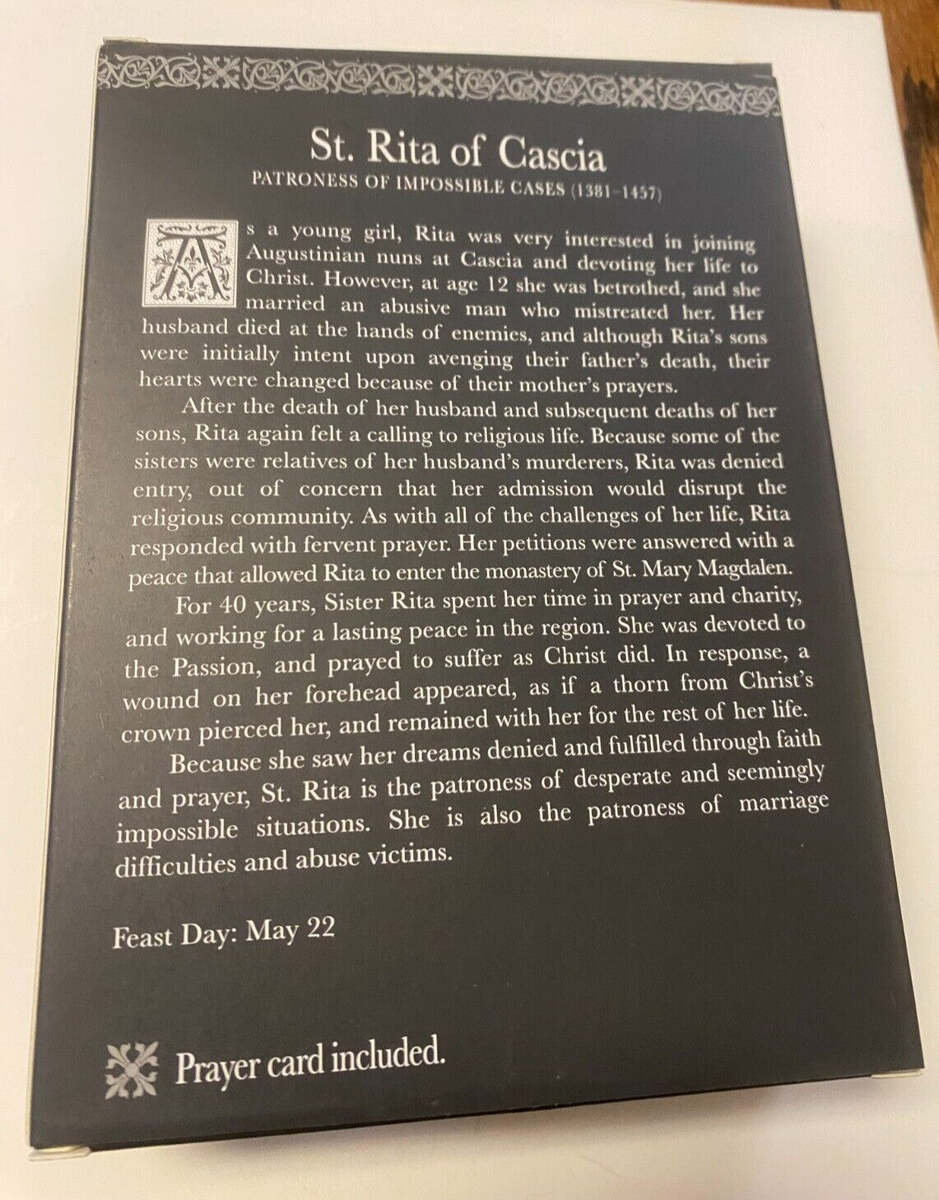 St. Rita of Cascia
PATRONESS OF IMPOSSIBLE CASES (1381–1457)
As a young girl, Rita was very interested in joining
Augustinian nuns at Cascia and devoting her life to
Christ. However, at age 12 she was betrothed, and she
married an abusive man who mistreated her. Her
husband died at the hands of enemies, and although Rita's sons
were initially intent upon avenging their father's death, their
hearts were changed because of their mother's prayers.
After the death of her husband and subsequent deaths of her
sons, Rita again felt a calling to religious life. Because some of the
sisters were relatives of her husband's murderers, Rita was denied
entry, out of concern that her admission would disrupt the
religious community. As with all of the challenges of her life, Rita
responded with fervent prayer. Her petitions were answered with a
peace that allowed Rita to enter the monastery of St. Mary Magdalen.
For 40 years, Sister Rita spent her time in prayer and charity,
and working for a lasting peace in the region. She was devoted to
the Passion, and prayed to suffer as Christ did. In response, a
wound on her forehead appeared, as if a thorn from Christ's
crown pierced her, and remained with her for the rest of her life.
Because she saw her dreams denied and fulfilled through faith
and prayer, St. Rita is the patroness of desperate and seemingly
impossible situations. She is also the patroness of marriage
difficulties and abuse victims.
Feast Day: May 22
Prayer card included.